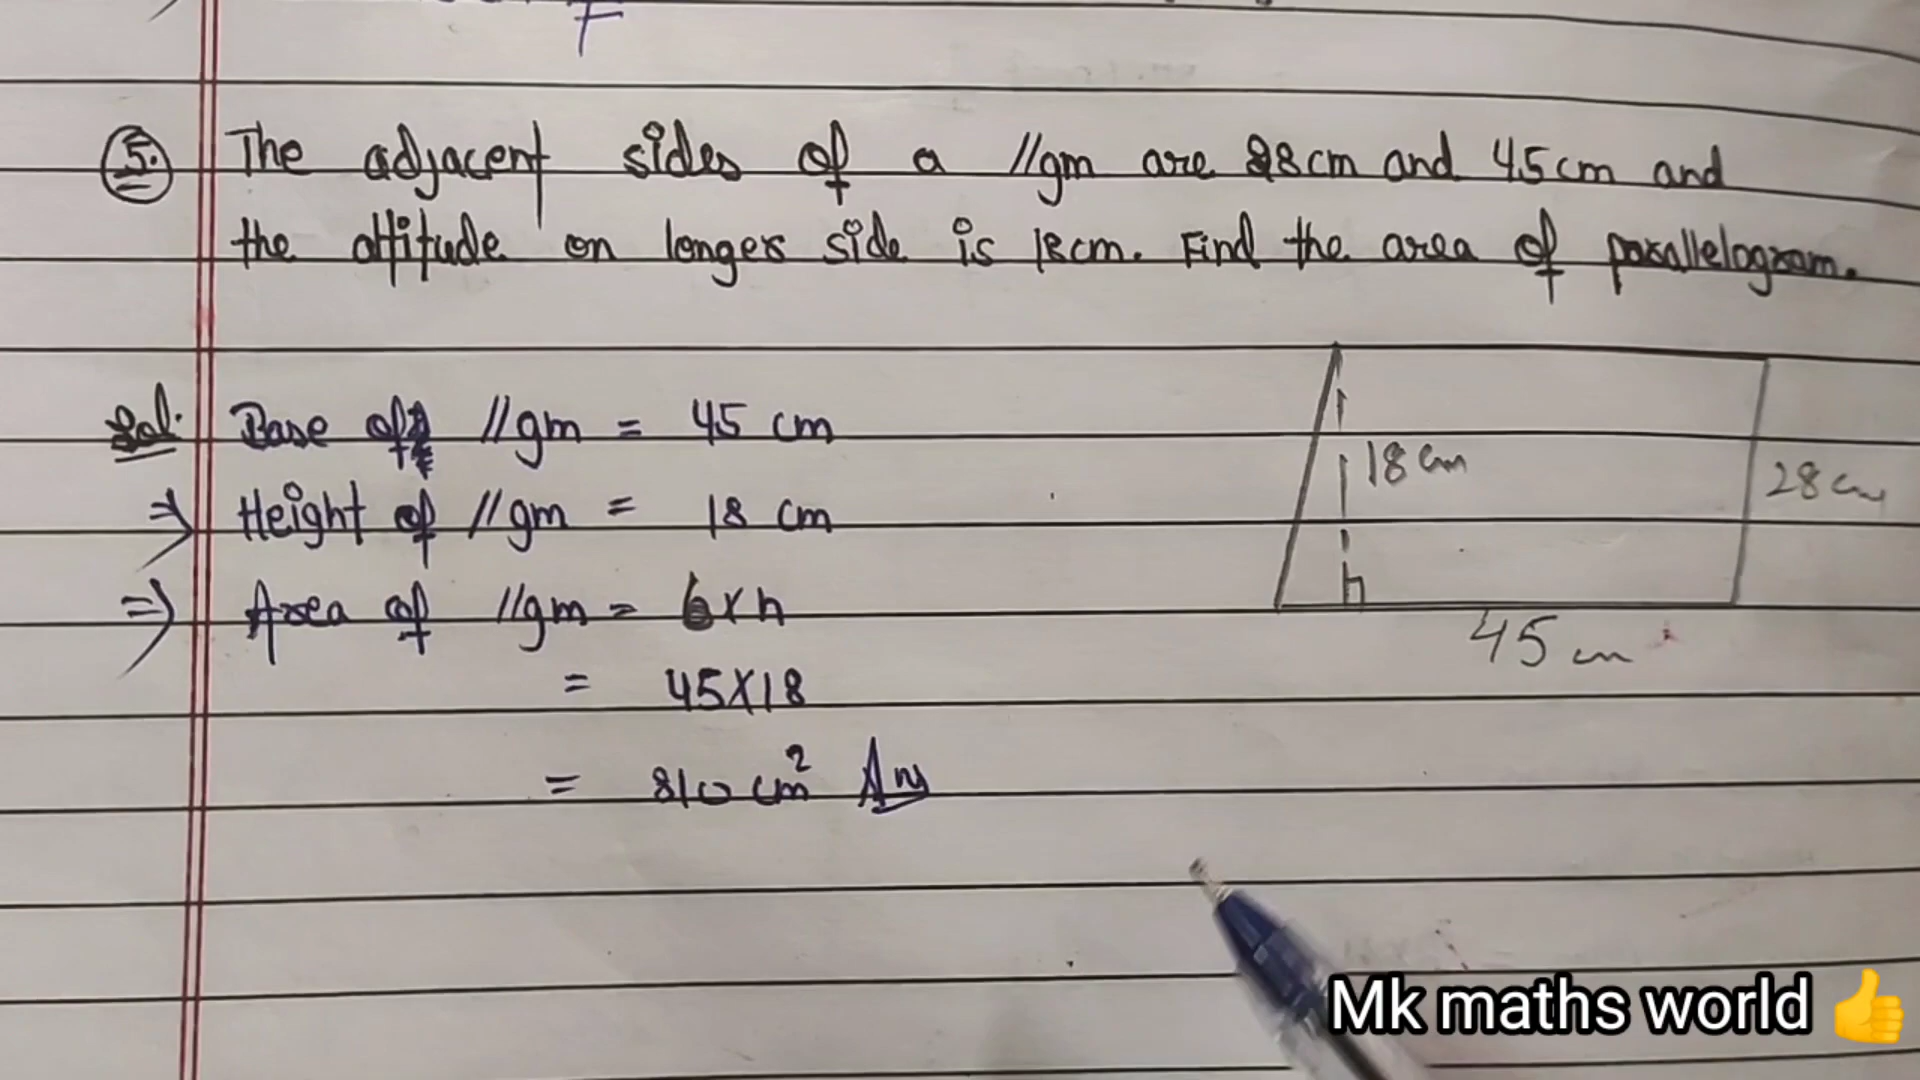 5. The adjacent sides of a //gm are 28cm and 45cm and
the altitude on longer side is 18cm. Find the area of parallelogram.
Sol. Base of //gm = 45 cm
⇒ Height of //gm = 18 cm
⇒ Area of //gm = b×h
= 45×18
= 810 cm² Ans
18 cm
28 cm
h
45 cm
Mk maths world 👍